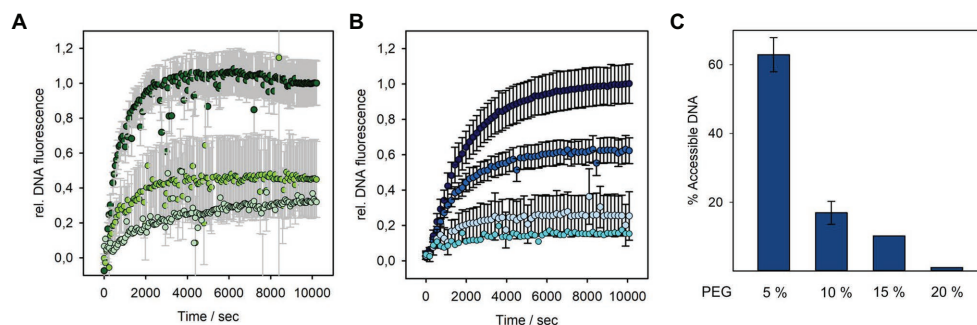 A
1,2
1,0
0,8
0,6
0,4
0,2
0,0
rel. DNA fluorescence
0 2000 4000 6000 8000 10000
Time / sec
B
1,2
1,0
0,8
0,6
0,4
0,2
0,0
rel. DNA fluorescence
0 2000 4000 6000 8000 10000
Time / sec
C
60
40
20
% Accessible DNA
PEG 5 % 10 % 15 % 20 %